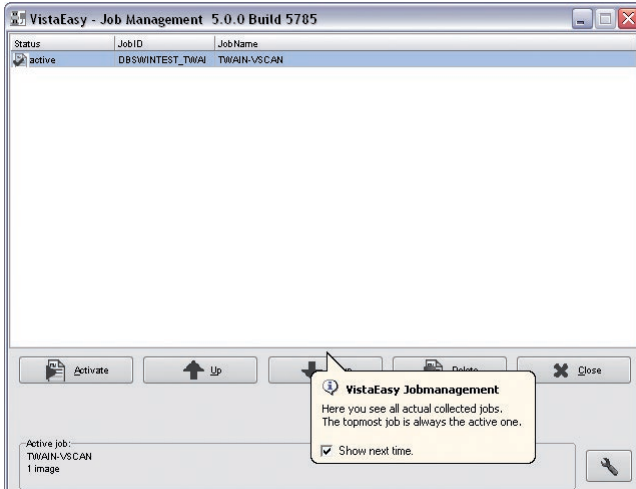 VistaEasy - Job Management 5.0.0 Build 5785
Status JobID JobName
active DBSWINTEST_TWAI TWAIN-VSCAN
Activate Up Delete Close
VistaEasy Jobmanagement
Here you see all actual collected jobs.
The topmost job is always the active one.
Show next time.
Active job:
TWAIN-VSCAN
1 image